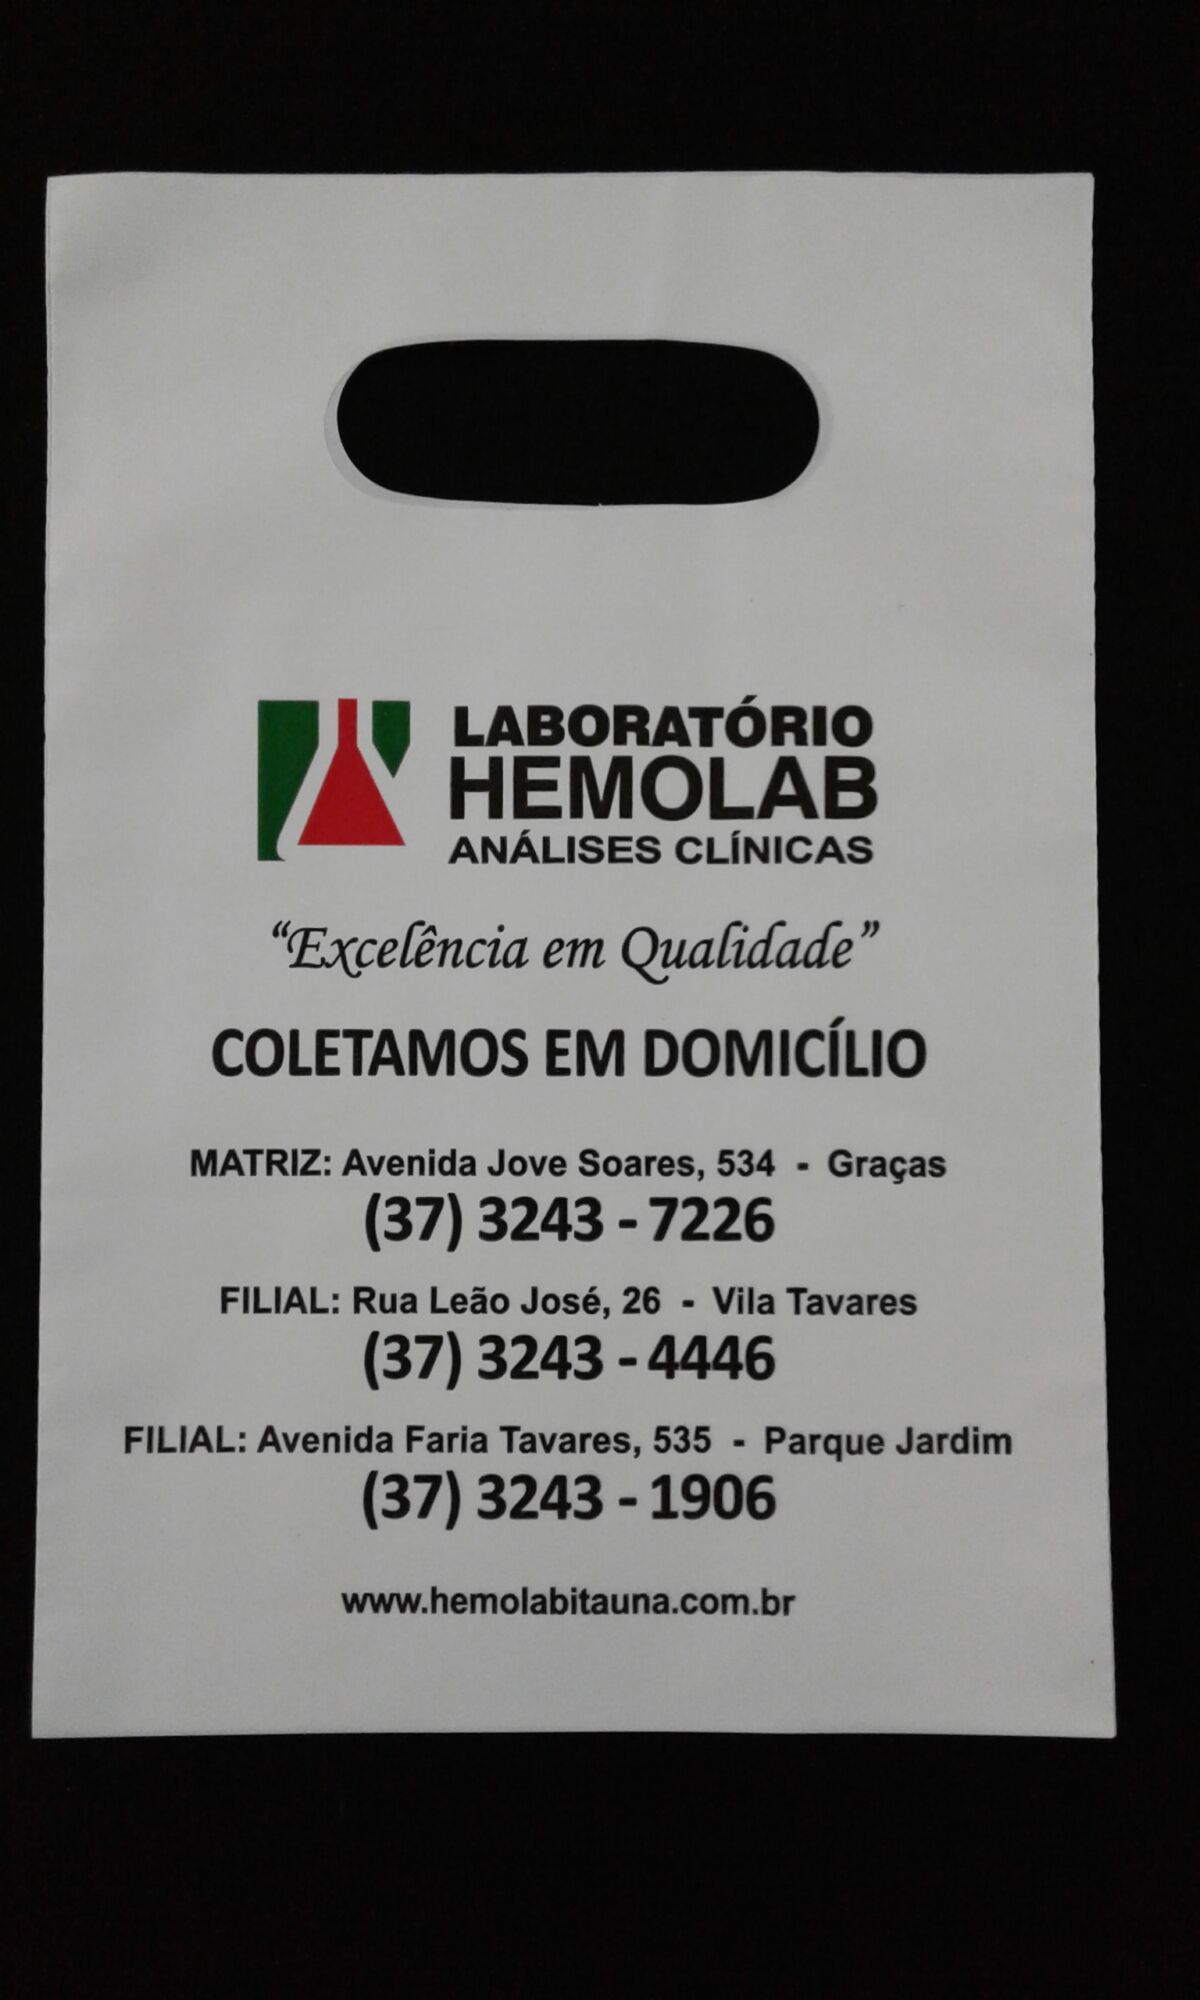 LABORATÓRIO
HEMOLAB
ANÁLISES CLÍNICAS
“Excelência em Qualidade”
COLETAMOS EM DOMICÍLIO
MATRIZ: Avenida Jove Soares, 534 - Graças
(37) 3243 - 7226
FILIAL: Rua Leão José, 26 - Vila Tavares
(37) 3243 - 4446
FILIAL: Avenida Faria Tavares, 535 - Parque Jardim
(37) 3243 - 1906
www.hemolabitauna.com.br